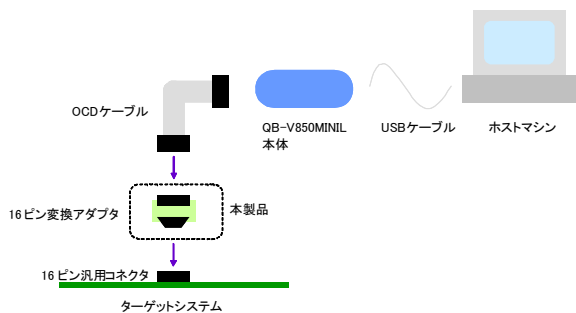 OCDケーブル
QB-V850MINIL
本体
USBケーブル
ホストマシン
16ピン変換アダプタ
本製品
16ピン汎用コネクタ
ターゲットシステム